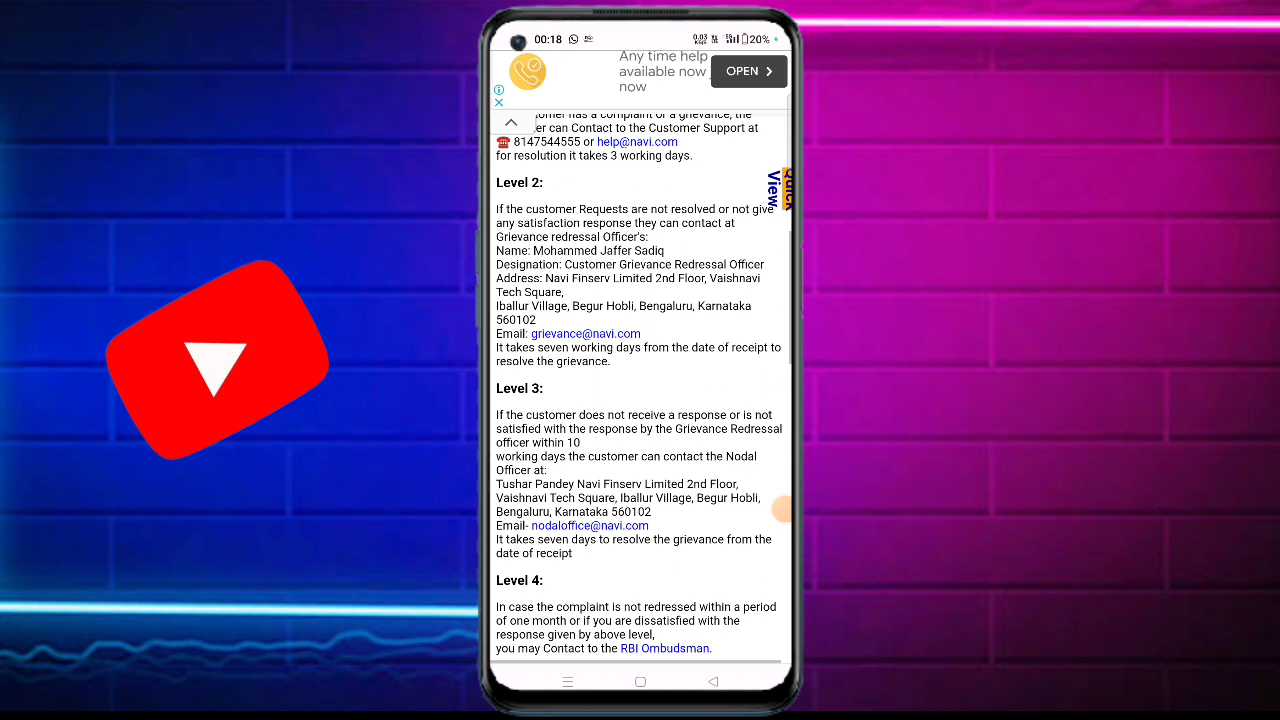 00:18
0.03
20%
Any time help
available now
now
OPEN
can Contact to the Customer Support at
☎ 8147544555 or help@navi.com
for resolution it takes 3 working days.
Quick
View
Level 2:
If the customer Requests are not resolved or not give
any satisfaction response they can contact at
Grievance redressal Officer's:
Name: Mohammed Jaffer Sadiq
Designation: Customer Grievance Redressal Officer
Address: Navi Finserv Limited 2nd Floor, Vaishnavi
Tech Square,
Iballur Village, Begur Hobli, Bengaluru, Karnataka
560102
Email: grievance@navi.com
It takes seven working days from the date of receipt to
resolve the grievance.
Level 3:
If the customer does not receive a response or is not
satisfied with the response by the Grievance Redressal
officer within 10
working days the customer can contact the Nodal
Officer at:
Tushar Pandey Navi Finserv Limited 2nd Floor,
Vaishnavi Tech Square, Iballur Village, Begur Hobli,
Bengaluru, Karnataka 560102
Email- nodaloffice@navi.com
It takes seven days to resolve the grievance from the
date of receipt
Level 4:
In case the complaint is not redressed within a period
of one month or if you are dissatisfied with the
response given by above level,
you may Contact to the RBI Ombudsman.